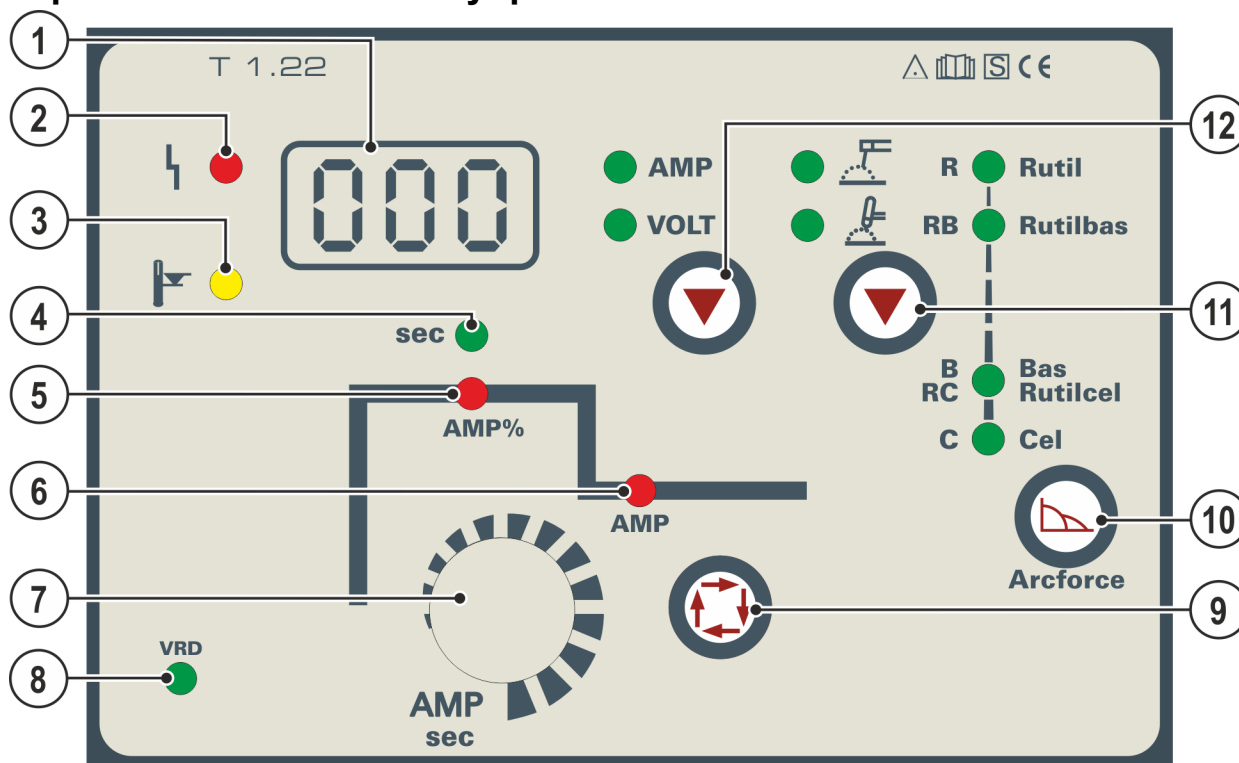 T 1.22
S CE
1
2
3
4
5
6
7
8
9
10
11
12
000
AMP
VOLT
R Rutil
RB Rutilbas
B Bas
RC Rutilcel
C Cel
sec
AMP%
AMP
Arcforce
VRD
AMP
sec